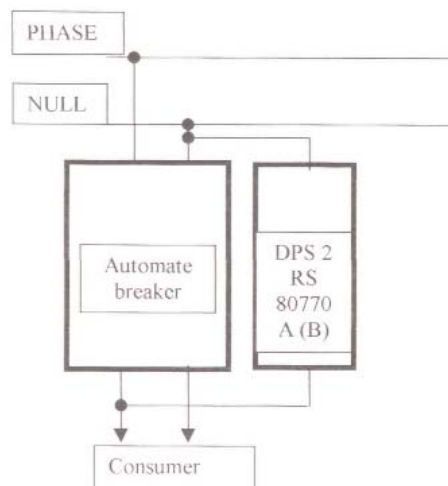 PHASE
NULL
Automate
breaker
DPS 2
RS
80770
A (B)
Consumer